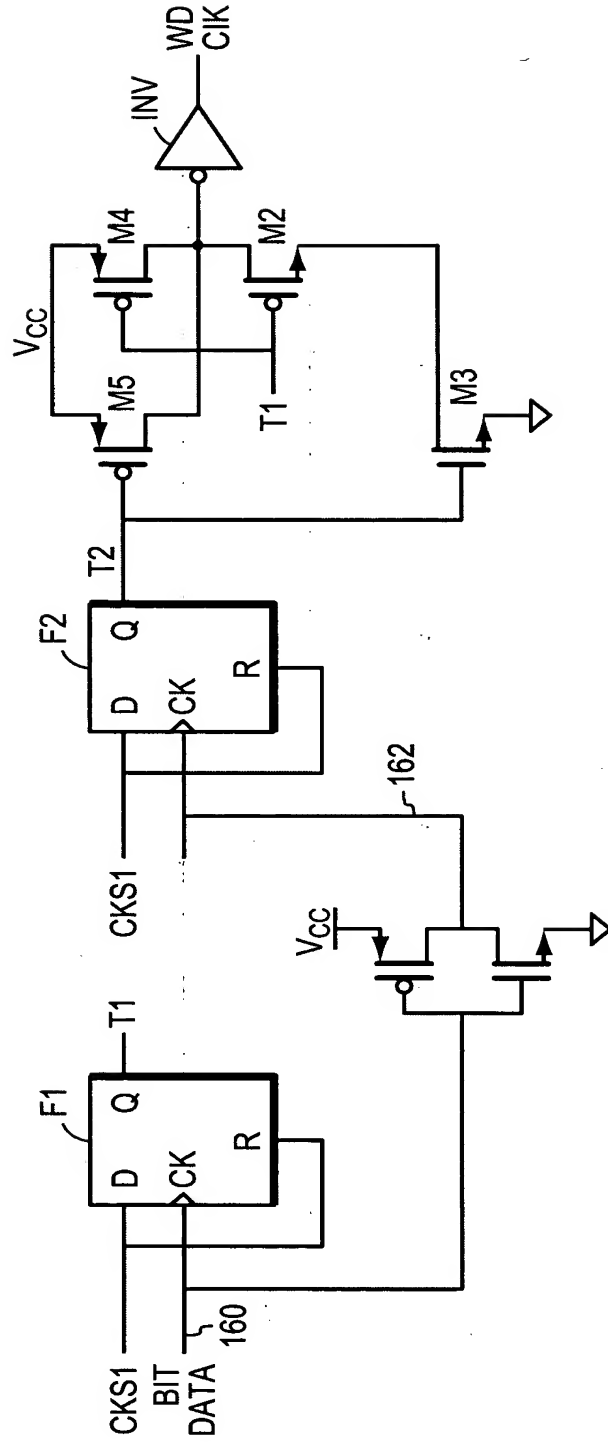 CKS1
BIT
DATA
160
F1
D
Q
CK
R
T1
VCC
162
CKS1
F2
D
Q
CK
R
T2
VCC
M5
M4
T1
M2
M3
INV
WD
ClK